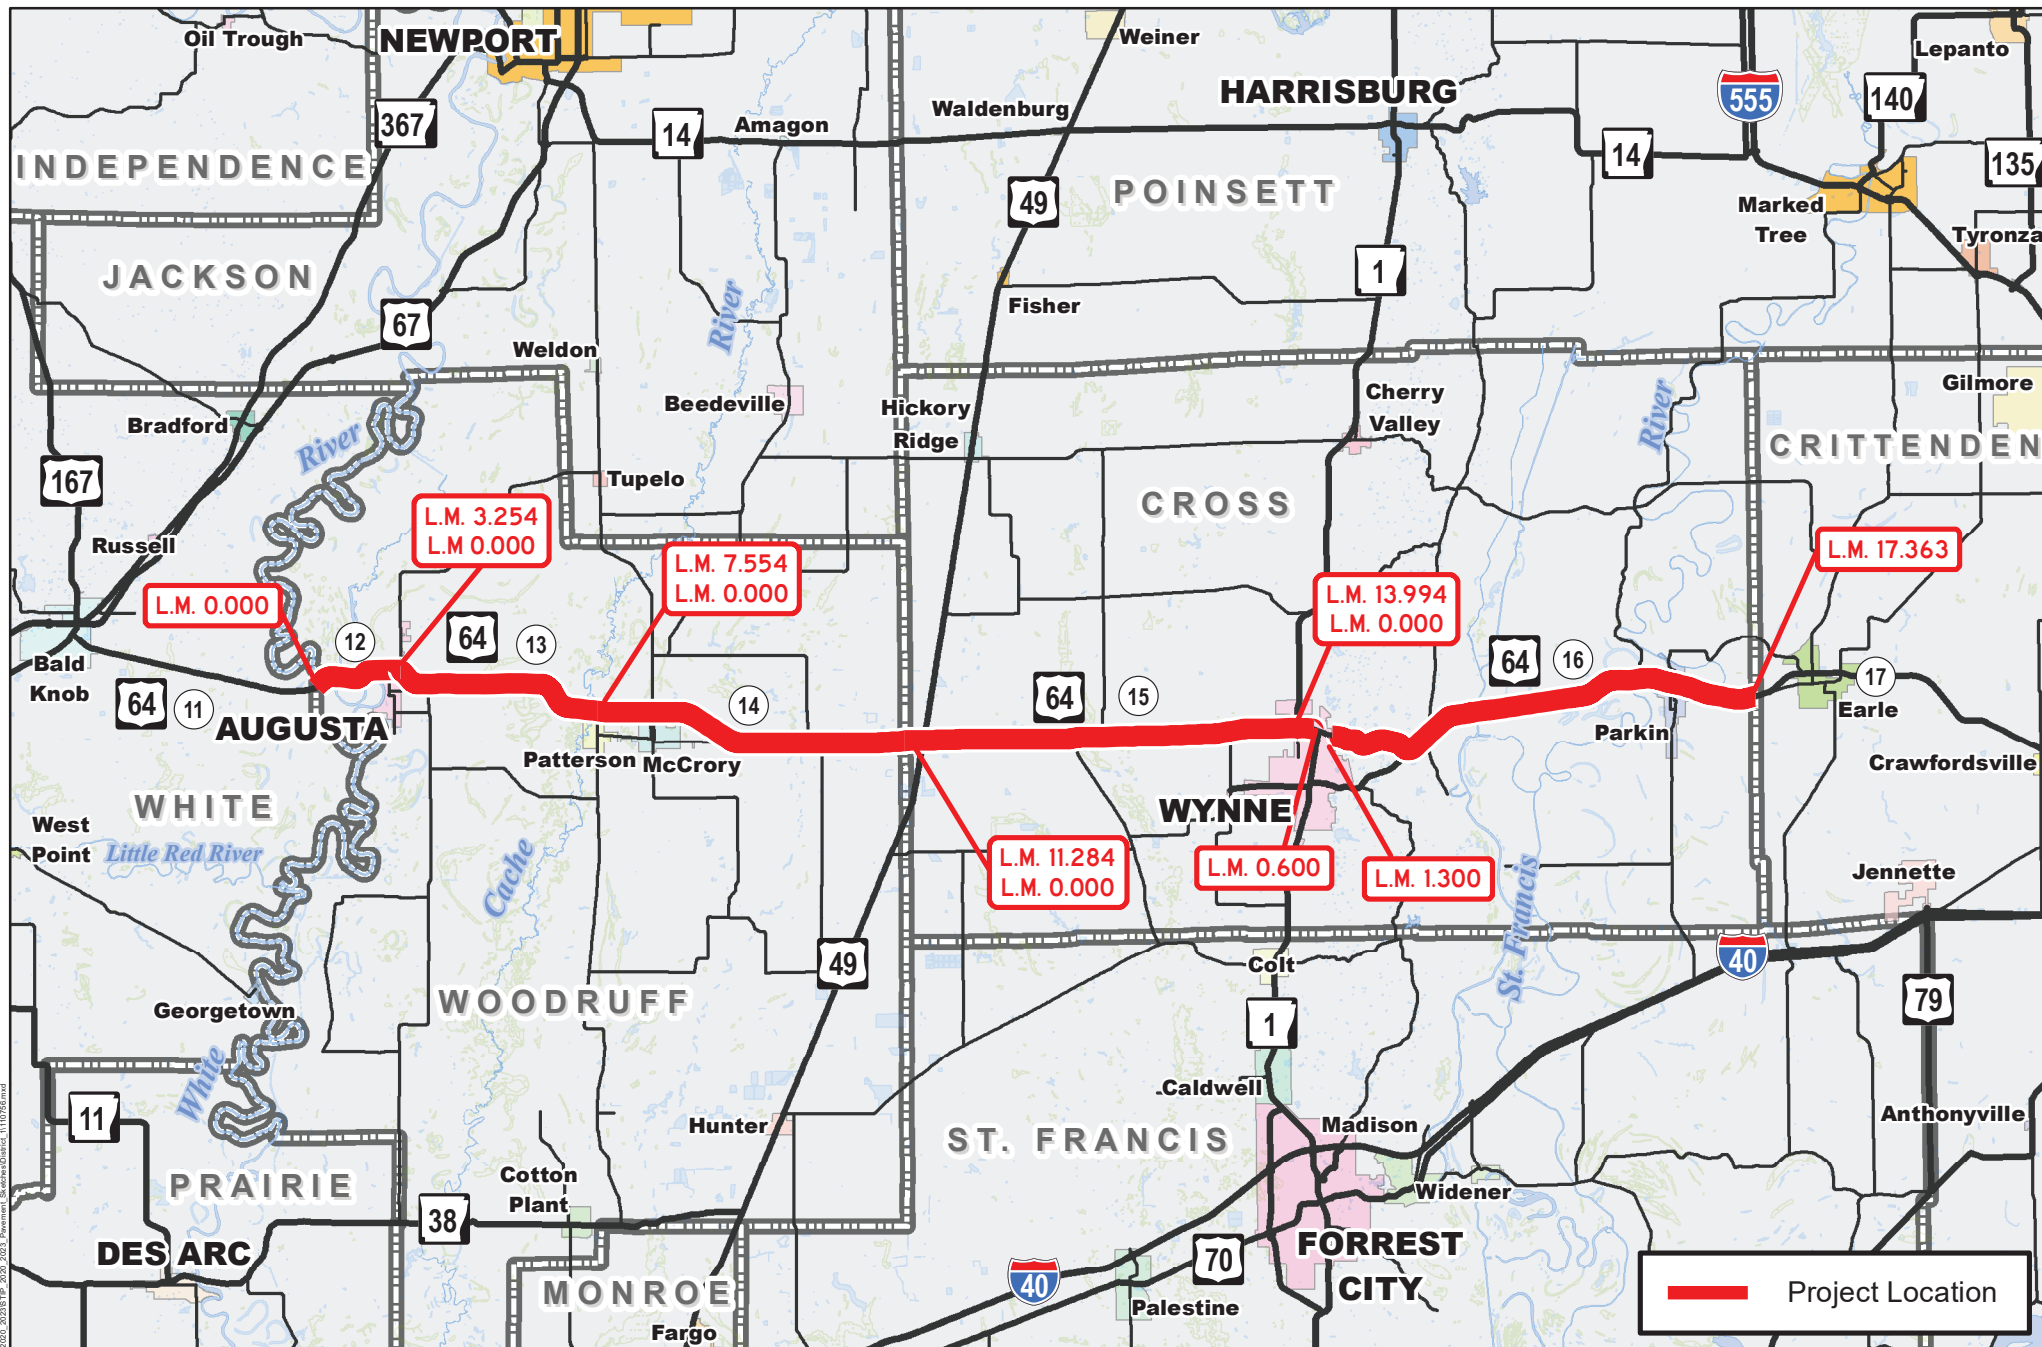 Oil Trough
NEWPORT
Weiner
Lepanto
HARRISBURG
555
140
367
14
Amagon
Waldenburg
14
135
INDEPENDENCE
49
POINSETT
Marked
Tree
Tyronza
JACKSON
1
River
Fisher
67
Weldon
Cherry
Valley
Gilmore
Bradford
River
Beedeville
Hickory
Ridge
River
CRITTENDEN
167
Tupelo
CROSS
L.M. 3.254
L.M 0.000
Russell
L.M. 7.554
L.M. 0.000
L.M. 17.363
L.M. 0.000
L.M. 13.994
L.M. 0.000
12
64
13
Bald
Knob
64
11
AUGUSTA
14
64
15
64
16
17
Earle
Parkin
Patterson
McCrory
Crawfordsville
WHITE
WYNNE
West
Point
Little Red River
Cache
L.M. 11.284
L.M. 0.000
L.M. 0.600
L.M. 1.300
Jennette
St. Francis
49
Colt
40
79
Georgetown
WOODRUFF
1
White
Caldwell
11
Hunter
ST. FRANCIS
Madison
Anthonyville
PRAIRIE
Cotton
Plant
Widener
38
DES ARC
70
FORREST
CITY
40
MONROE
Palestine
Fargo
Project Location